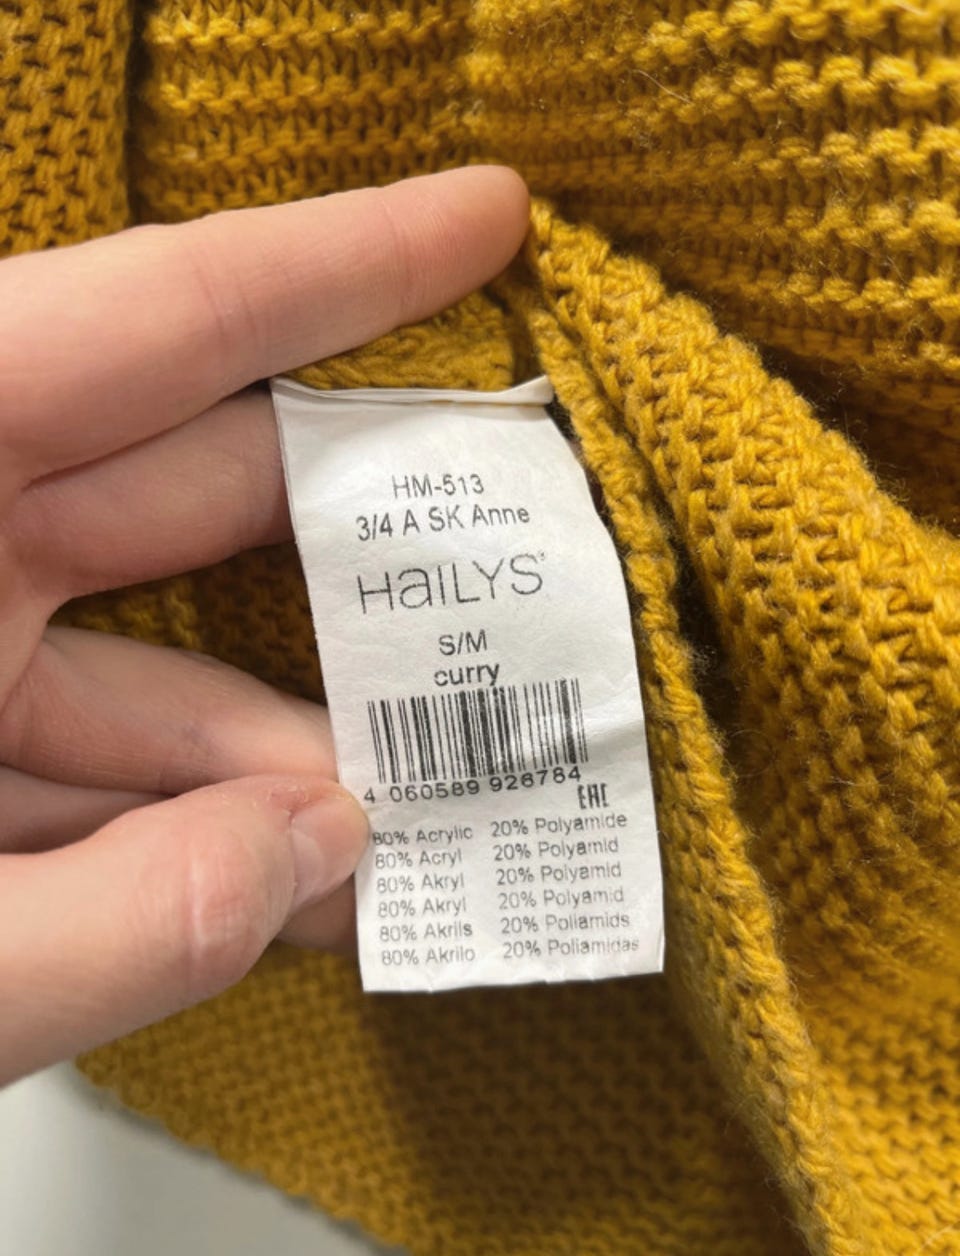 HM-513
3/4 A SK Anne
HaiLYS
S/M
curry
4 060589 926784
EAC
80% Acrylic 20% Polyamide
80% Acryl 20% Polyamid
80% Akryl 20% Polyamid
80% Akryl 20% Polyamid
80% Akrils 20% Poliamids
80% Akrilo 20% Poliamidas